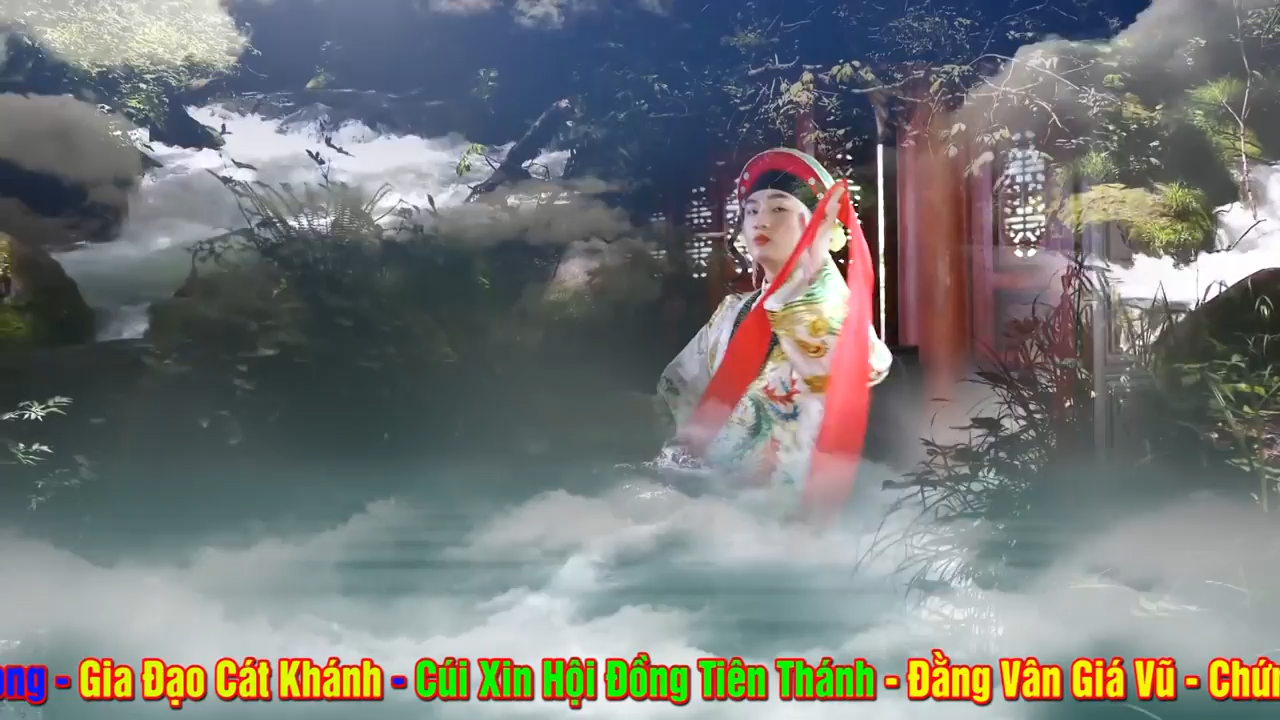 - Gia Đạo Cát Khánh - Cúi Xin Hội Đồng Tiên Thánh - Đằng Vân Giá Vũ -